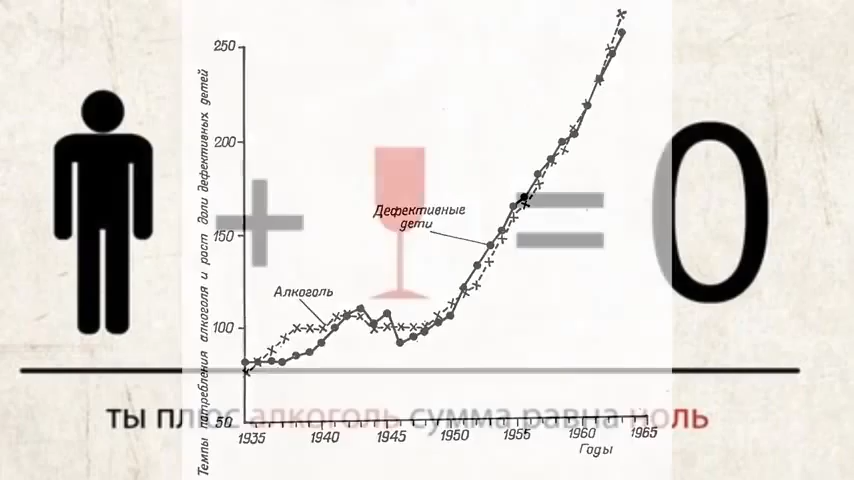 Темпы потребления алкоголя и рост доли дефективных детей
250
200
150
100
50
Дефективные
дети
Алкоголь
1935
1940
1945
1950
1955
1960
1965
Годы
+
=
0
ты плюс алкоголь сумма равна ноль